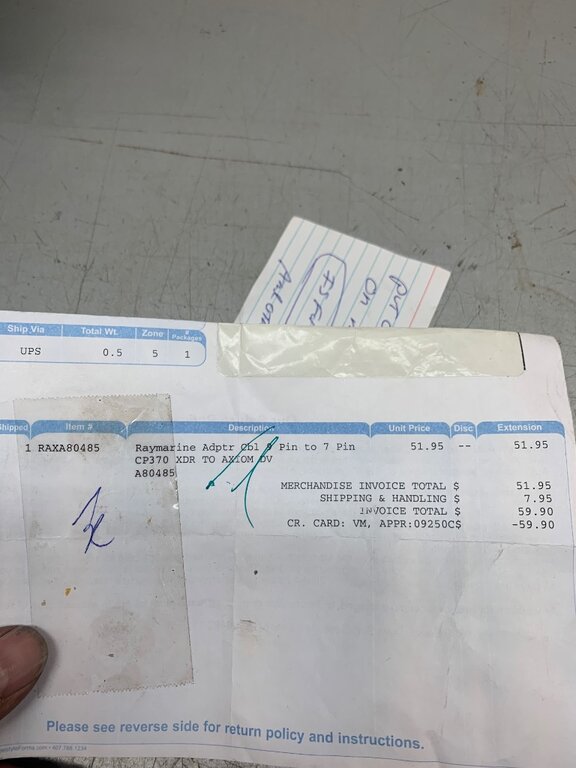 PUT
ON
Ship Via Total Wt. Zone # Packages
UPS 0.5 5 1
Shipped Item # Description Unit Price Disc Extension
1 RAXA80485 Raymarine Adptr Cbl 9 Pin to 7 Pin 51.95 -- 51.95
CP370 XDR TO AXIOM DV
A80485
MERCHANDISE INVOICE TOTAL $ 51.95
SHIPPING & HANDLING $ 7.95
INVOICE TOTAL $ 59.90
CR. CARD: VM, APPR:09250C$ -59.90
Please see reverse side for return policy and instructions.